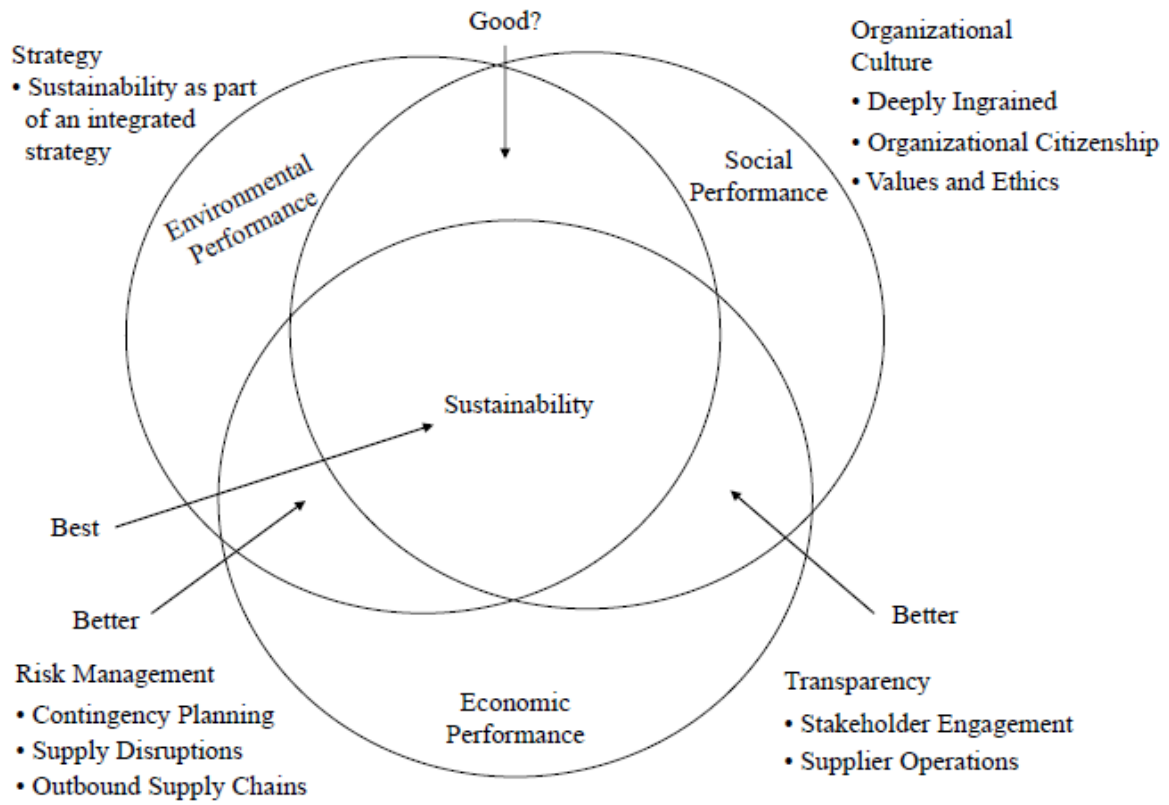 Good?
Strategy
• Sustainability as part
of an integrated
strategy
Organizational
Culture
• Deeply Ingrained
• Organizational Citizenship
• Values and Ethics
Environmental
Performance
Social
Performance
Sustainability
Best
Better
Better
Risk Management
• Contingency Planning
• Supply Disruptions
• Outbound Supply Chains
Economic
Performance
Transparency
• Stakeholder Engagement
• Supplier Operations